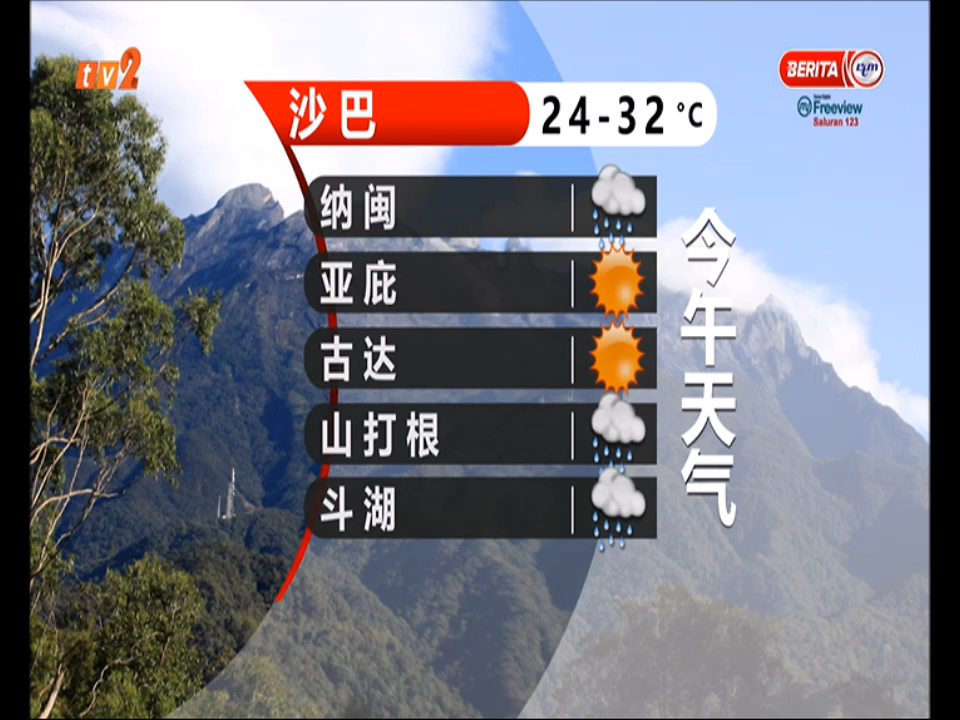 tv2
BERITA rtm
myFreeview
Saluran 123
沙巴 24-32 °C
纳闽
亚庇
古达
山打根
斗湖
今午天气